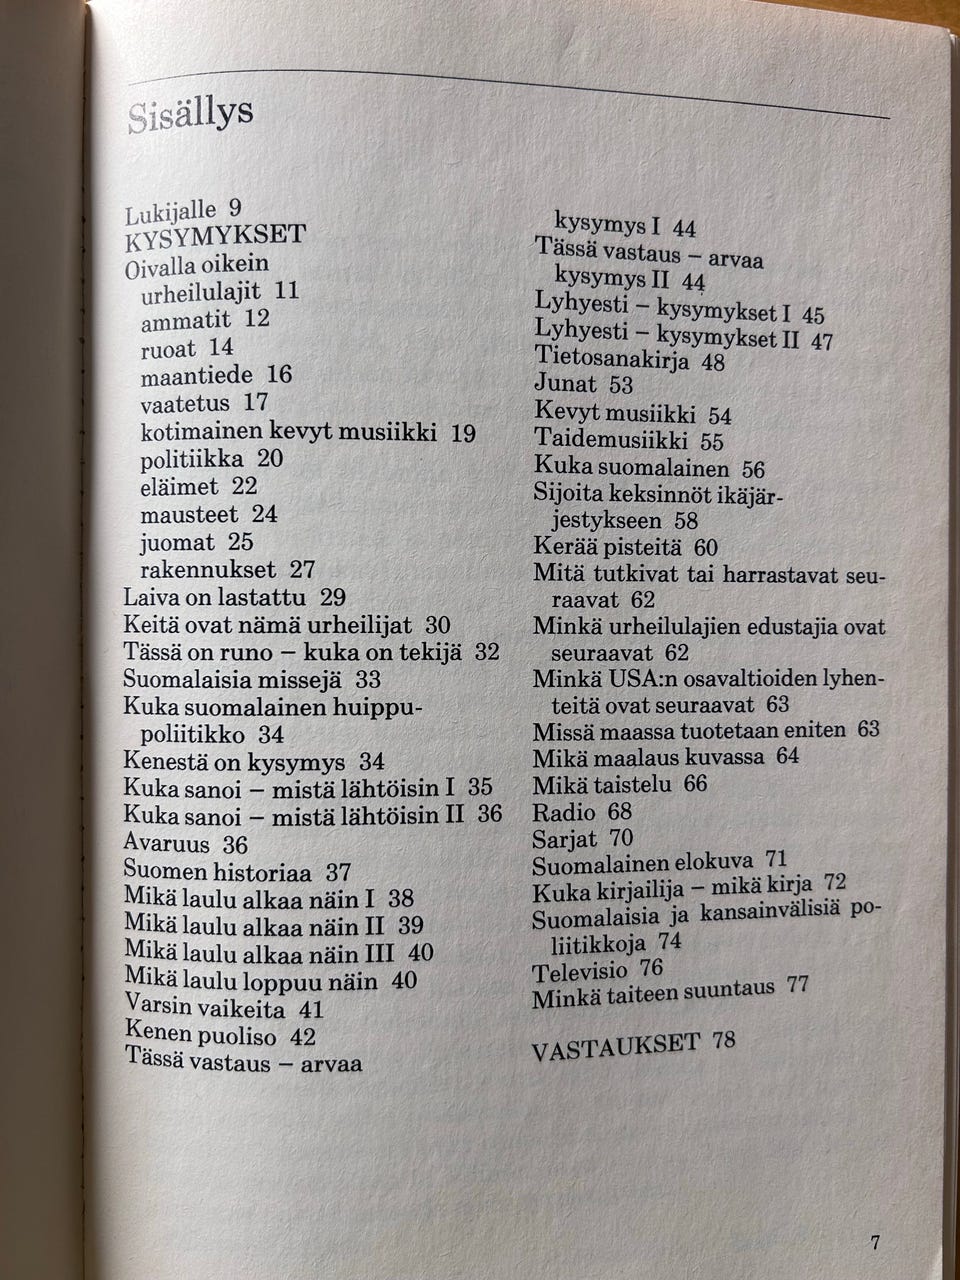 Sisällys
Lukijalle 9
KYSYMYKSET
Oivalla oikein
urheilulajit 11
ammatit 12
ruoat 14
maantiede 16
vaatetus 17
kotimainen kevyt musiikki 19
politiikka 20
eläimet 22
mausteet 24
juomat 25
rakennukset 27
Laiva on lastattu 29
Keitä ovat nämä urheilijat 30
Tässä on runo – kuka on tekijä 32
Suomalaisia missejä 33
Kuka suomalainen huippu-
poliitikko 34
Kenestä on kysymys 34
Kuka sanoi – mistä lähtöisin I 35
Kuka sanoi – mistä lähtöisin II 36
Avaruus 36
Suomen historiaa 37
Mikä laulu alkaa näin I 38
Mikä laulu alkaa näin II 39
Mikä laulu alkaa näin III 40
Mikä laulu loppuu näin 40
Varsin vaikeita 41
Kenen puoliso 42
Tässä vastaus – arvaa
kysymys I 44
Tässä vastaus – arvaa
kysymys II 44
Lyhyesti – kysymykset I 45
Lyhyesti – kysymykset II 47
Tietosanakirja 48
Junat 53
Kevyt musiikki 54
Taidemusiikki 55
Kuka suomalainen 56
Sijoita keksinnöt ikäjär-
jestykseen 58
Kerää pisteitä 60
Mitä tutkivat tai harrastavat seu-
raavat 62
Minkä urheilulajien edustajia ovat
seuraavat 62
Minkä USA:n osavaltioiden lyhen-
teitä ovat seuraavat 63
Missä maassa tuotetaan eniten 63
Mikä maalaus kuvassa 64
Mikä taistelu 66
Radio 68
Sarjat 70
Suomalainen elokuva 71
Kuka kirjailija – mikä kirja 72
Suomalaisia ja kansainvälisiä po-
liitikkoja 74
Televisio 76
Minkä taiteen suuntaus 77
VASTAUKSET 78
7